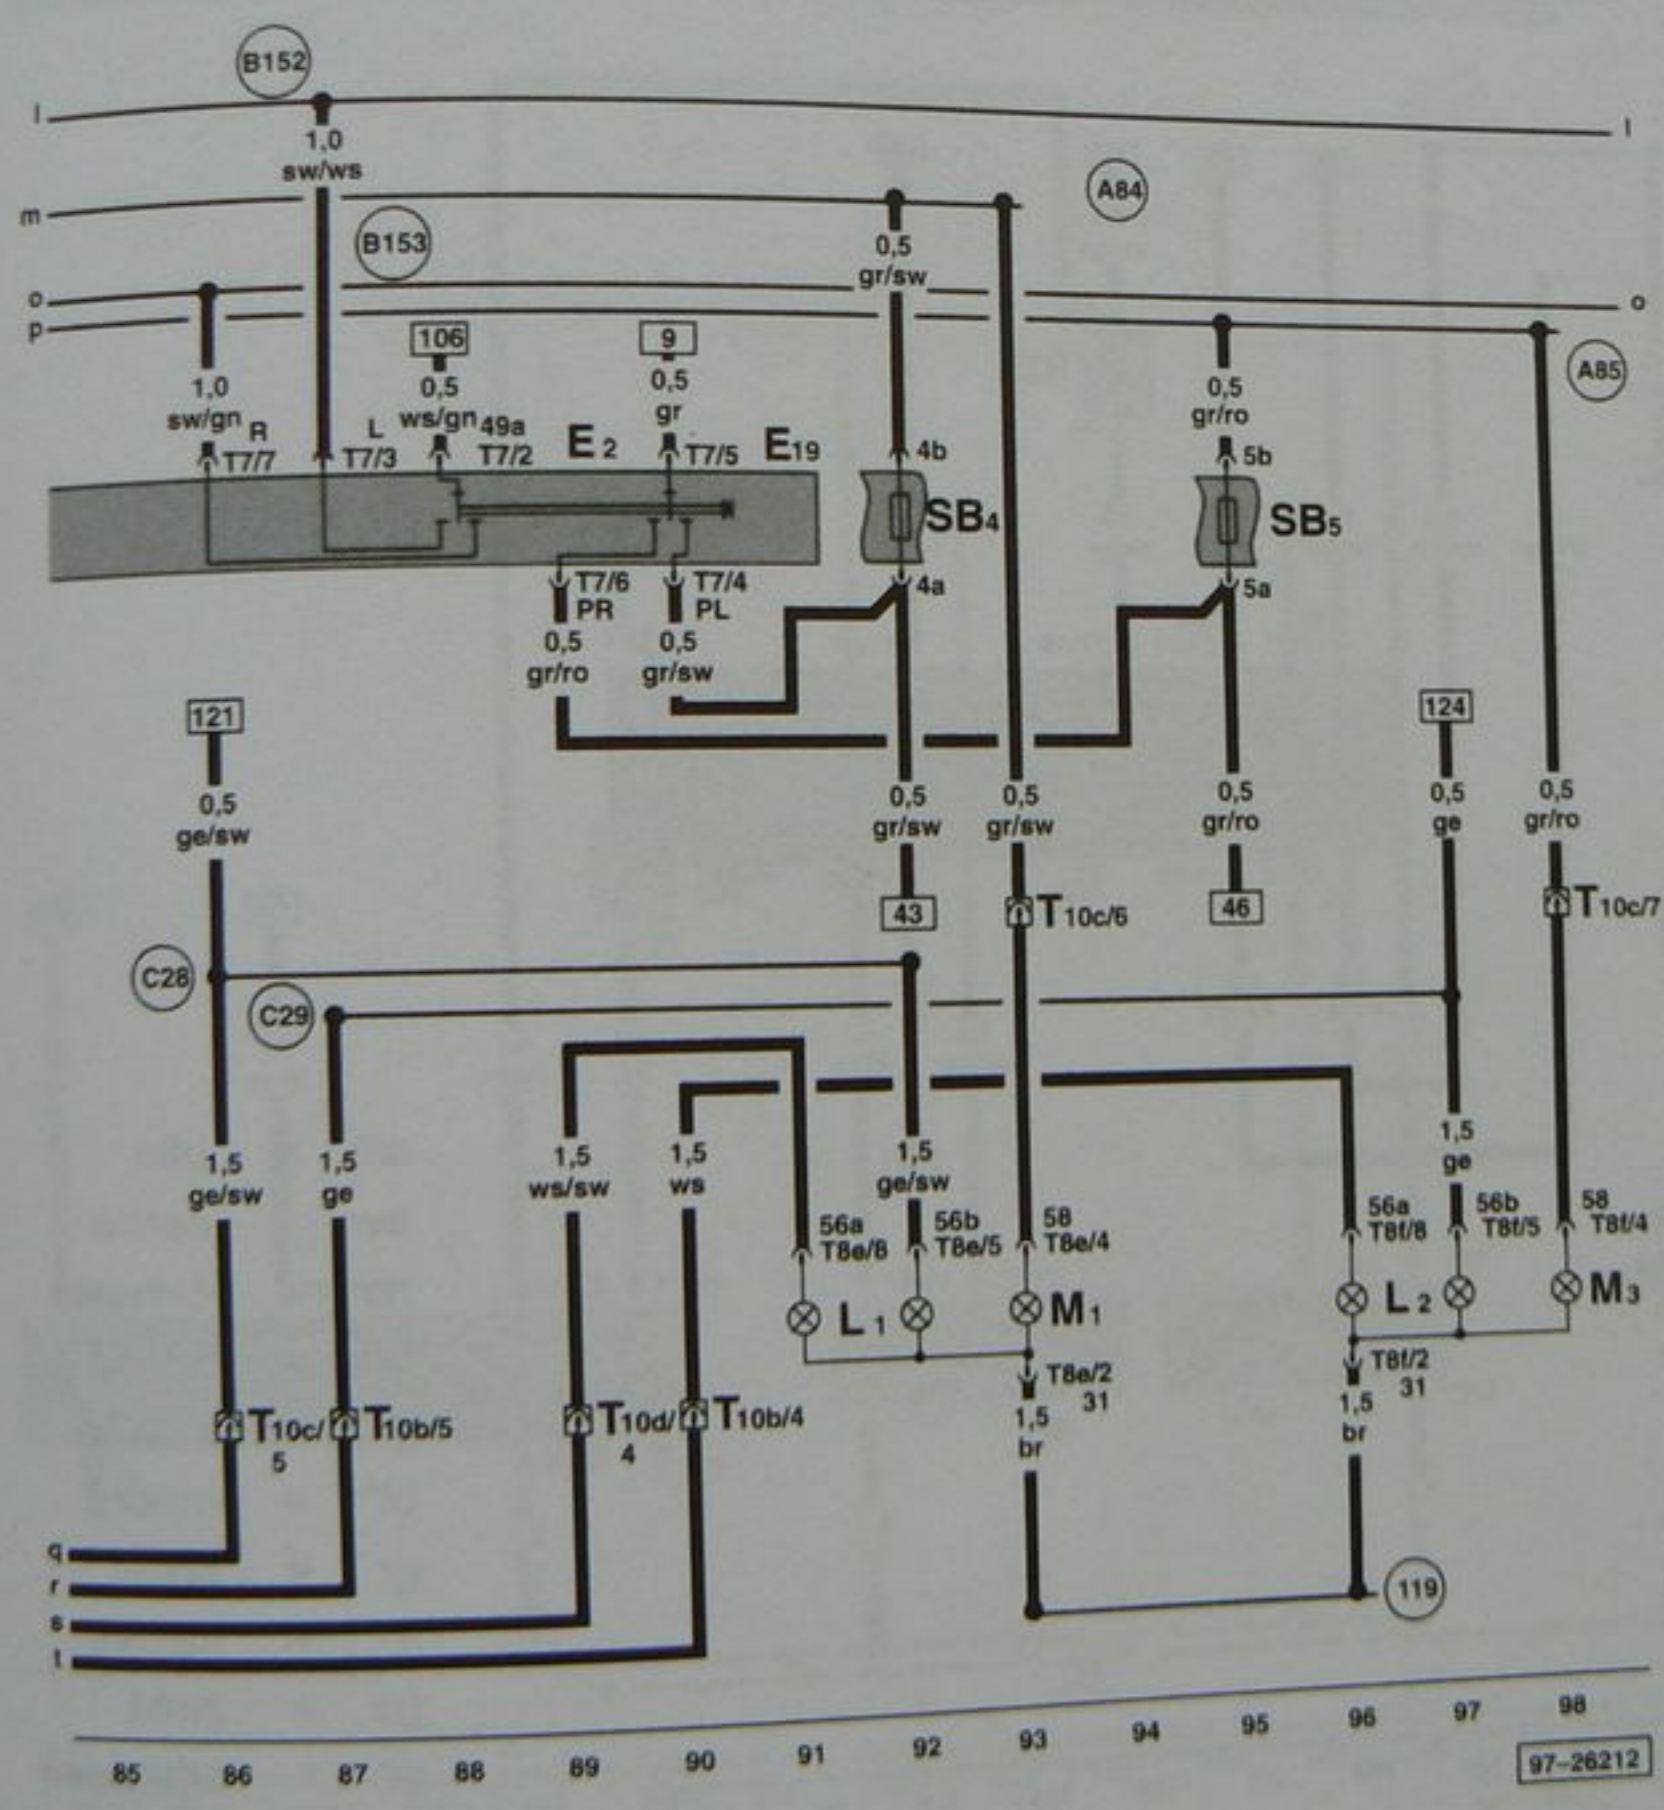 B152
l
l
1,0
sw/ws
A84
m
B153
0,5
gr/sw
o
o
p
106
9
A85
1,0
sw/gn
0,5
ws/gn
0,5
gr
0,5
gr/ro
R
T7/7
L
T7/3
49a
T7/2
E2
T7/5
E19
4b
5b
SB4
SB5
T7/6
PR
T7/4
PL
4a
5a
0,5
gr/ro
0,5
gr/sw
121
124
0,5
ge/sw
0,5
gr/sw
0,5
gr/sw
0,5
gr/ro
0,5
ge
0,5
gr/ro
43
T10c/6
46
T10c/7
C28
C29
1,5
ge/sw
1,5
ge
1,5
ws/sw
1,5
ws
1,5
ge/sw
1,5
ge
56a
T8e/8
56b
T8e/5
58
T8e/4
56a
T8f/8
56b
T8f/5
58
T8f/4
L1
M1
L2
M3
T8e/2
31
T8f/2
31
1,5
br
1,5
br
T10c/
5
T10b/5
T10d/
4
T10b/4
q
r
s
t
119
85 86 87 88 89 90 91 92 93 94 95 96 97 98
97-26212